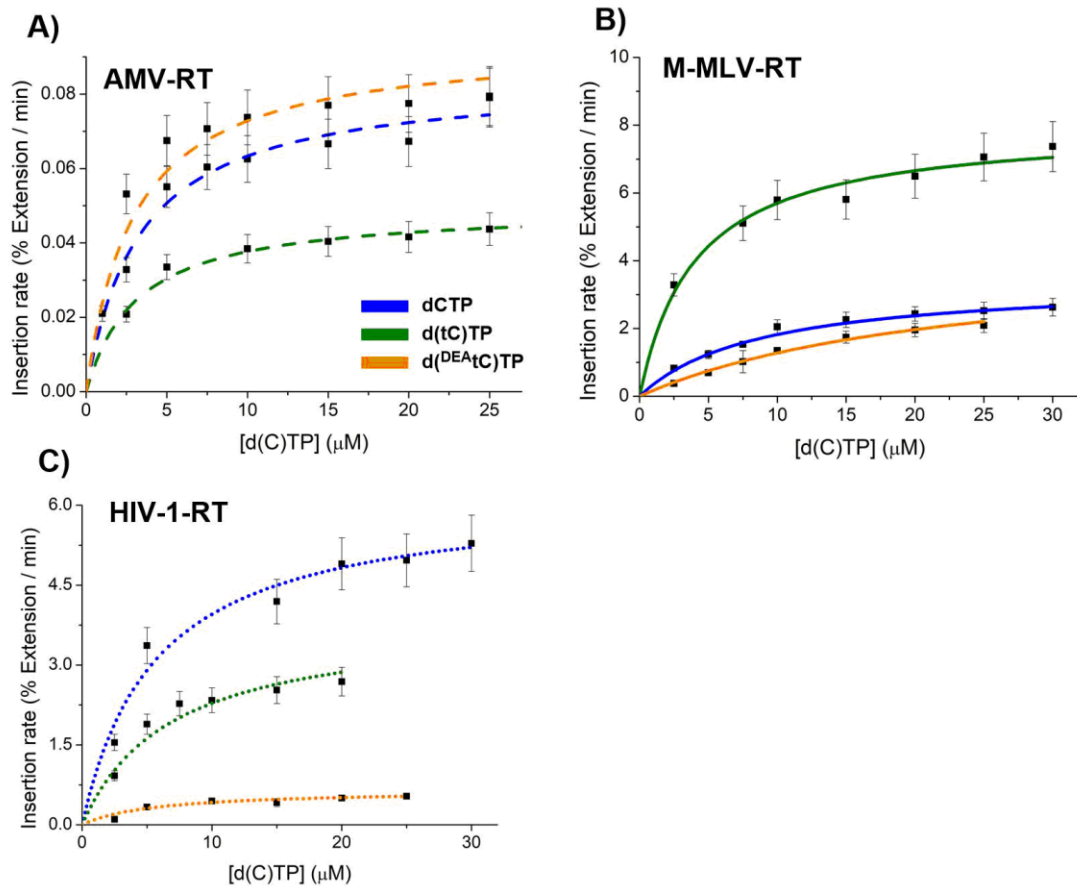 A)
AMV-RT
Insertion rate (% Extension / min)
0.08
0.06
0.04
0.02
0.00
0
5
10
15
20
25
[d(C)TP] (μM)
dCTP
d(tC)TP
d(ᴰᴱᴬtC)TP
B)
M-MLV-RT
Insertion rate (% Extension / min)
10
8
6
4
2
0
0
5
10
15
20
25
30
[d(C)TP] (μM)
C)
HIV-1-RT
Insertion rate (% Extension / min)
6.0
4.5
3.0
1.5
0.0
0
10
20
30
[d(C)TP] (μM)